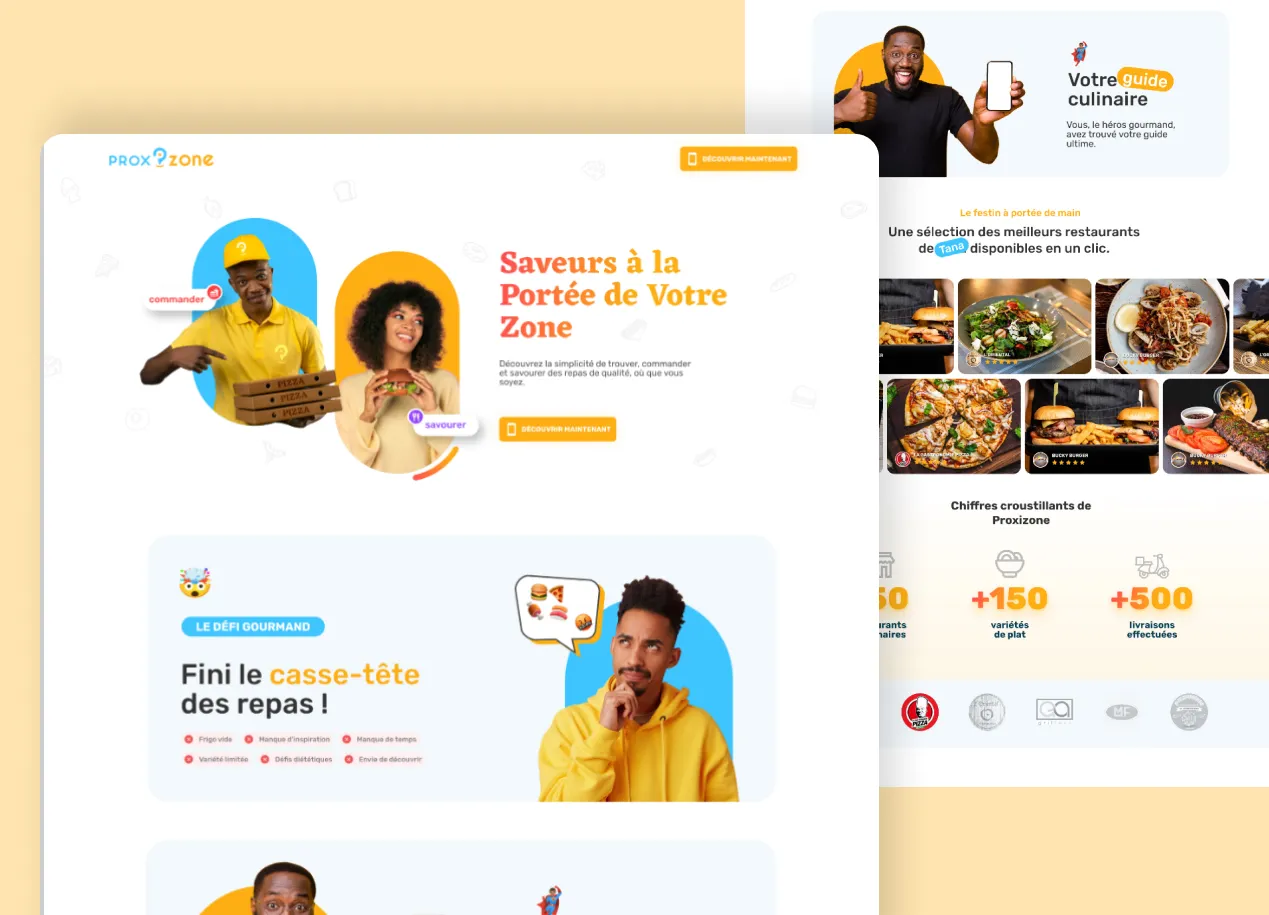 PROX ZONE
DÉCOUVRIR MAINTENANT
commander
savourer
Saveurs à la
Portée de Votre
Zone
Découvrez la simplicité de trouver, commander
et savourer des repas de qualité, où que vous
soyez.
DÉCOUVRIR MAINTENANT
PIZZA
PIZZA
PIZZA
LE DÉFI GOURMAND
Fini le casse-tête
des repas !
Frigo vide
Manque d'inspiration
Manque de temps
Variété limitée
Défis diététiques
Envie de découvrir
Votre guide
culinaire
Vous, le héros gourmand,
avez trouvé votre guide
ultime.
Le festin à portée de main
Une sélection des meilleurs restaurants
de Tana disponibles en un clic.
L'ORIENTAL
BUCKY BURGER
BUCKY BURGER
Chiffres croustillants de
Proxizone
50
+150
variétés
de plat
+500
livraisons
effectuées
PIZZA
MF